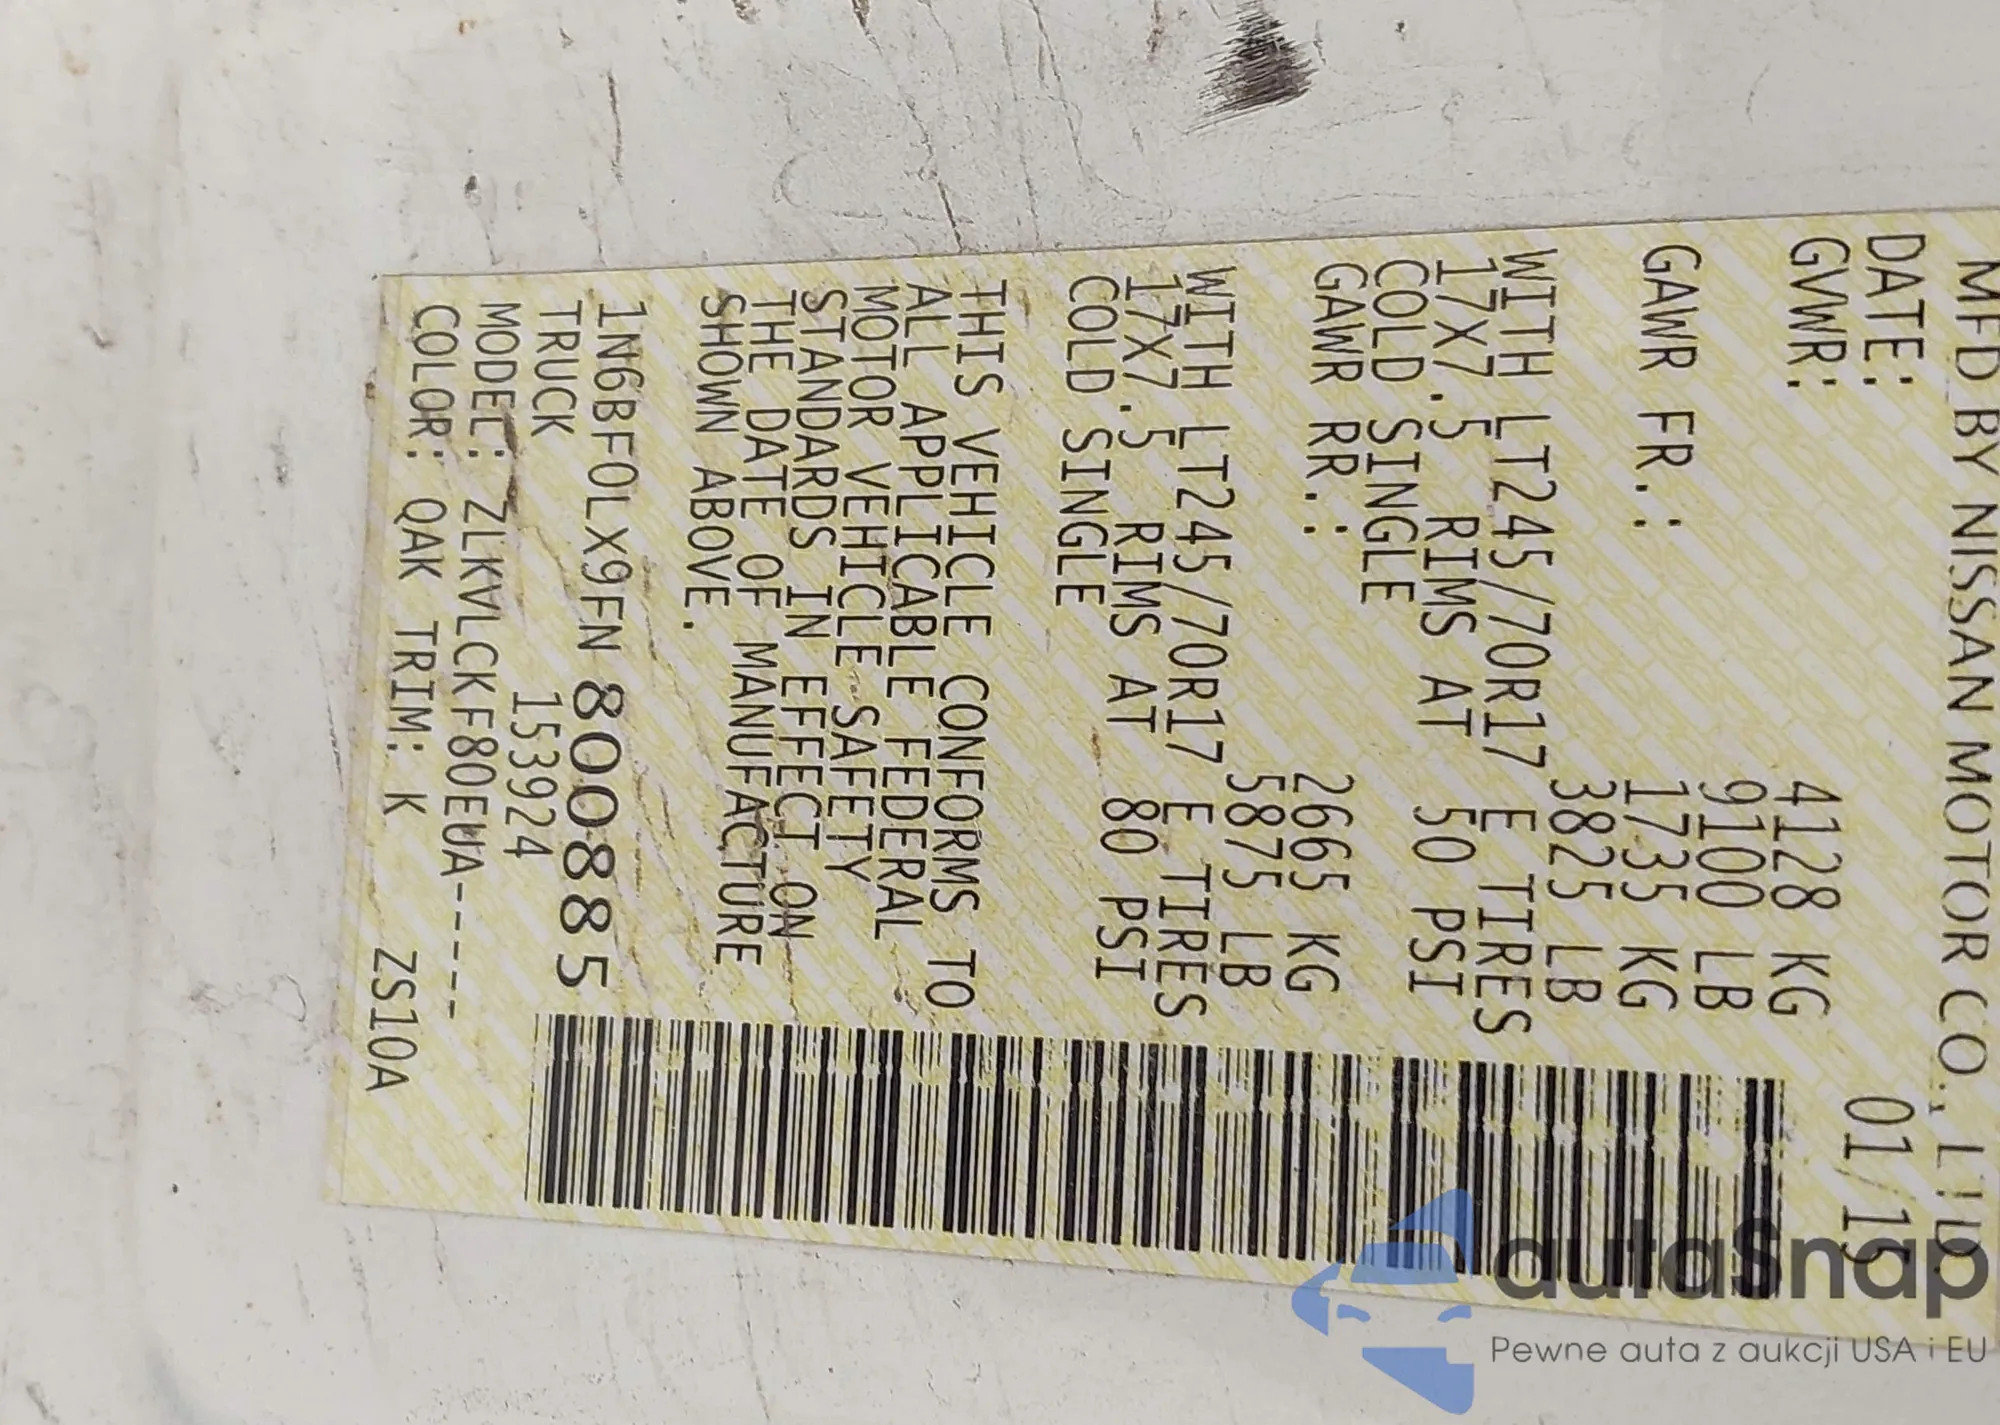 MFD BY NISSAN MOTOR CO., LTD.
DATE: 01/15
GVWR: 4128 KG
9100 LB
GAWR FR.: 1735 KG
3825 LB
WITH LT245/70R17 E TIRES
17X7.5 RIMS AT 50 PSI
COLD SINGLE
GAWR RR.: 2665 KG
5875 LB
WITH LT245/70R17 E TIRES
17X7.5 RIMS AT 80 PSI
COLD SINGLE
THIS VEHICLE CONFORMS TO
ALL APPLICABLE FEDERAL
MOTOR VEHICLE SAFETY
STANDARDS IN EFFECT ON
THE DATE OF MANUFACTURE
SHOWN ABOVE.
1N6BF0LX9FN 800885
TRUCK 153924
MODEL: ZLKVLCKF80EUA-----
COLOR: QAK TRIM: K ZS10A
autaSnap
Pewne auta z aukcji USA i EU